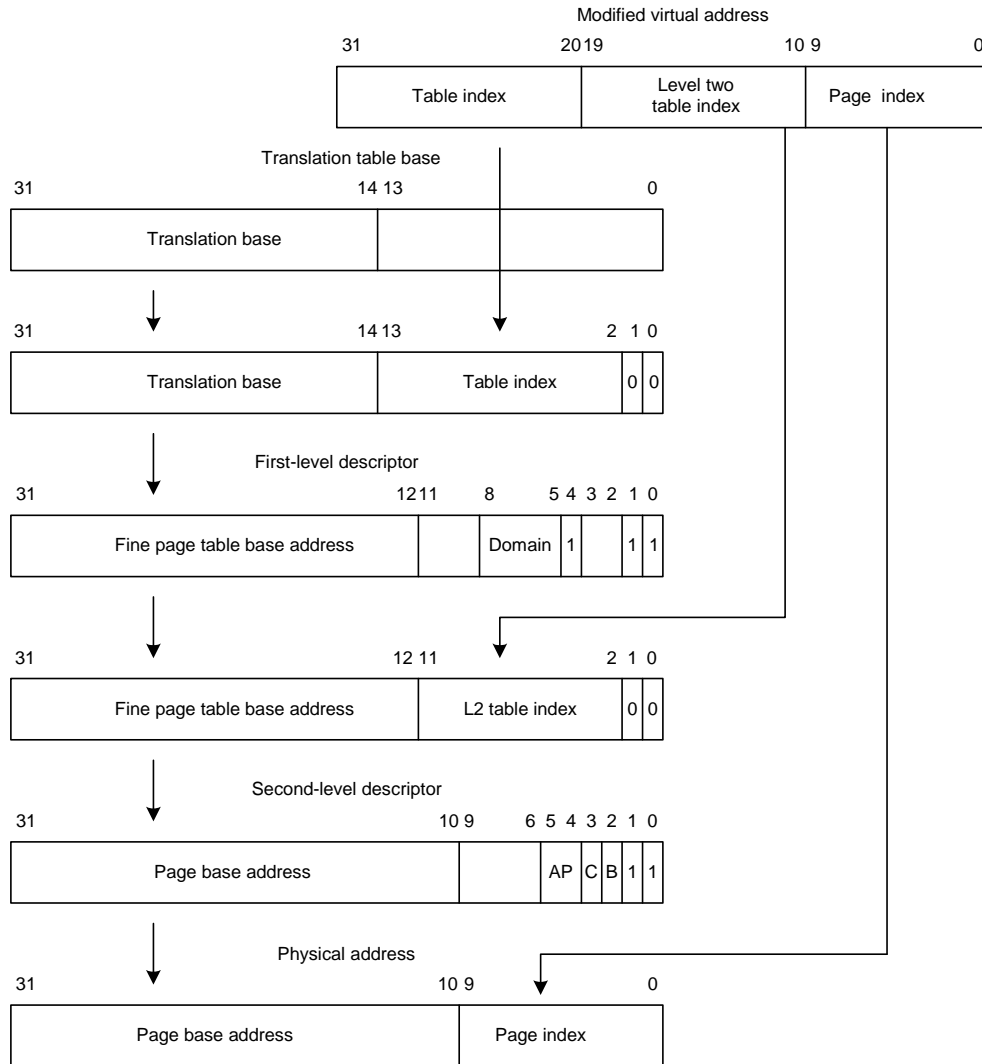 Modified virtual address
31 20 19 10 9 0
Table index Level two table index Page index
Translation table base
31 14 13 0
Translation base
31 14 13 2 1 0
Translation base Table index 0 0
First-level descriptor
31 12 11 8 5 4 3 2 1 0
Fine page table base address Domain 1 1 1
31 12 11 2 1 0
Fine page table base address L2 table index 0 0
Second-level descriptor
31 10 9 6 5 4 3 2 1 0
Page base address AP C B 1 1
Physical address
31 10 9 0
Page base address Page index